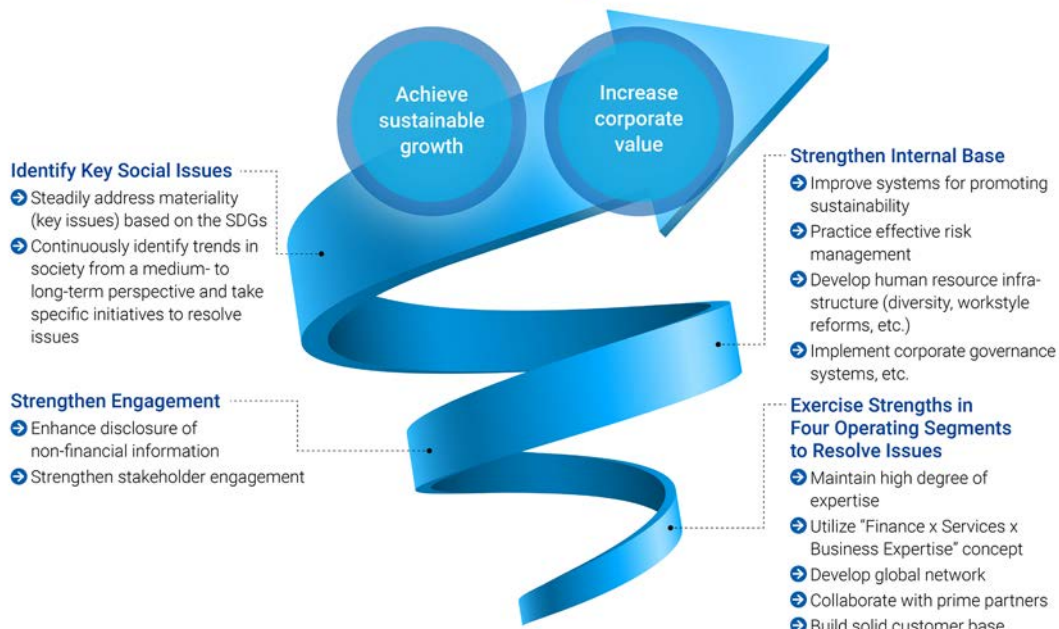 Achieve
sustainable
growth
Increase
corporate
value
Identify Key Social Issues
Steadily address materiality
(key issues) based on the SDGs
Continuously identify trends in
society from a medium- to
long-term perspective and take
specific initiatives to resolve
issues
Strengthen Engagement
Enhance disclosure of
non-financial information
Strengthen stakeholder engagement
Strengthen Internal Base
Improve systems for promoting
sustainability
Practice effective risk
management
Develop human resource infra-
structure (diversity, workstyle
reforms, etc.)
Implement corporate governance
systems, etc.
Exercise Strengths in
Four Operating Segments
to Resolve Issues
Maintain high degree of
expertise
Utilize “Finance x Services x
Business Expertise” concept
Develop global network
Collaborate with prime partners
Build solid customer base